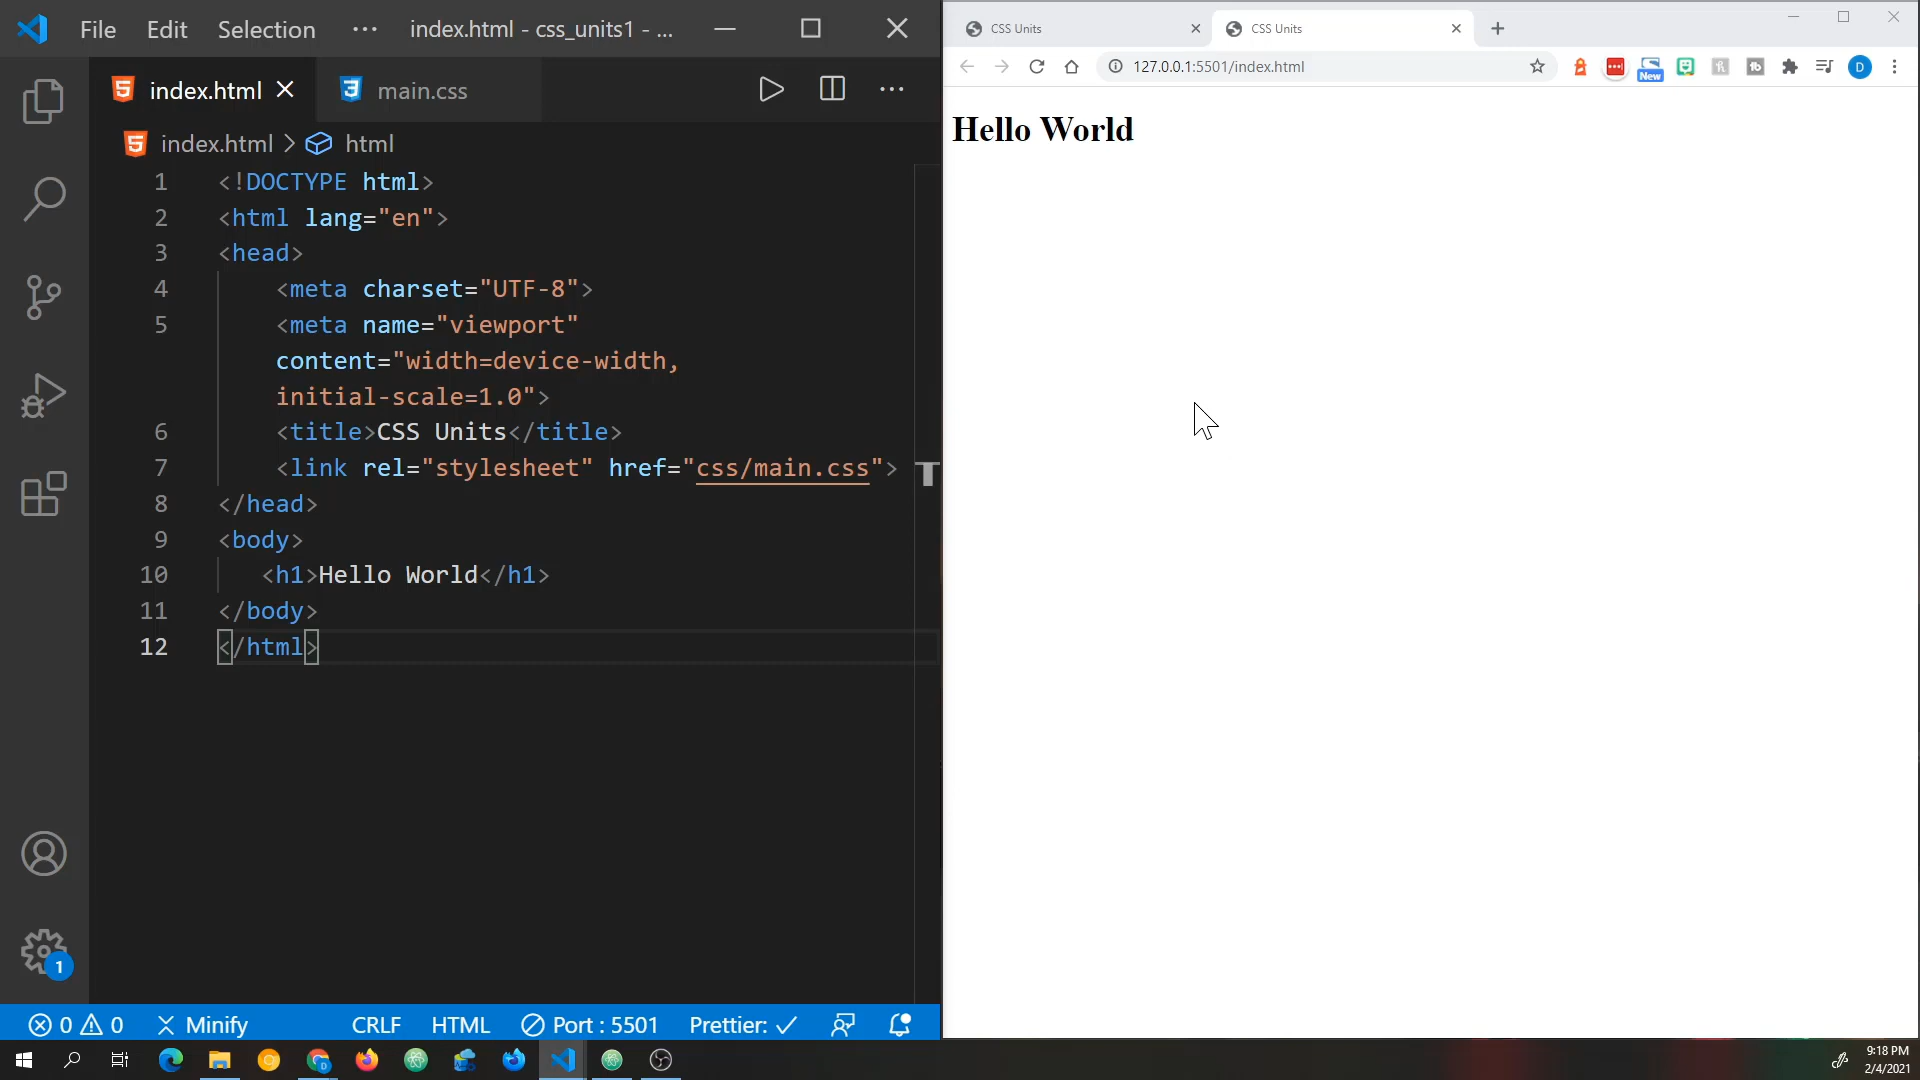 File Edit Selection ··· index.html - css_units1 - ...
index.html main.css
index.html > html
1 <!DOCTYPE html>
2 <html lang="en">
3 <head>
4 <meta charset="UTF-8">
5 <meta name="viewport"
content="width=device-width,
initial-scale=1.0">
6 <title>CSS Units</title>
7 <link rel="stylesheet" href="css/main.css">
8 </head>
9 <body>
10 <h1>Hello World</h1>
11 </body>
12 </html>
1
0 0 Minify CRLF HTML Port : 5501 Prettier: ✓
CSS Units CSS Units
127.0.0.1:5501/index.html
New
D
Hello World
9:18 PM
2/4/2021